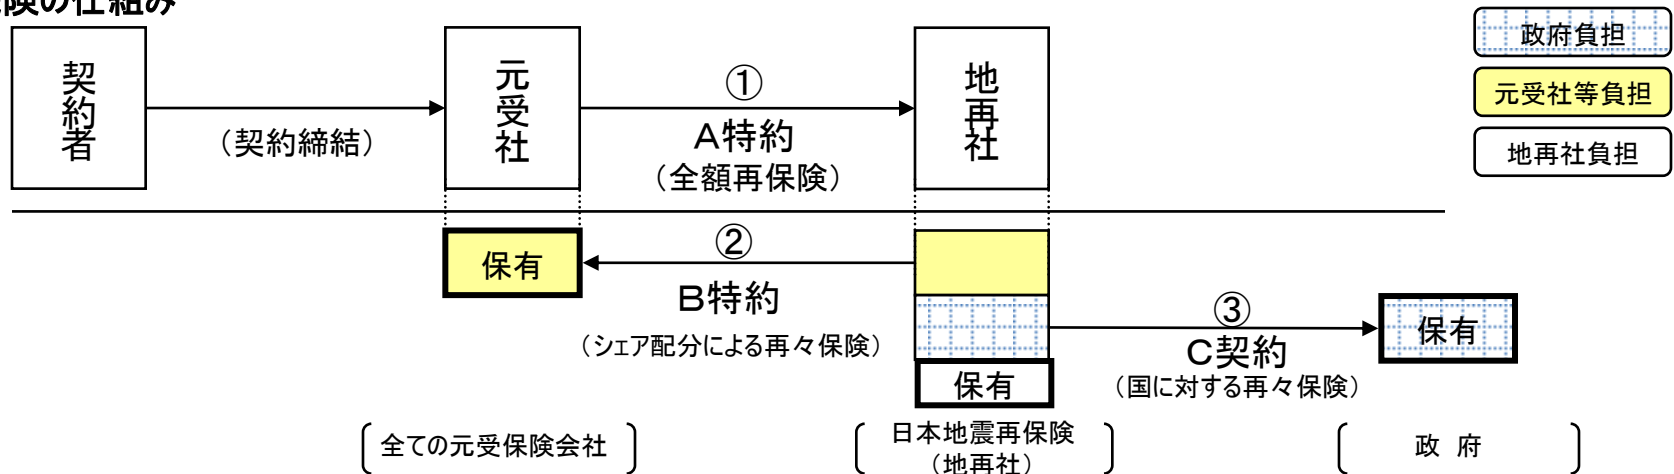 険の仕組み
契約者
(契約締結)
元受社
①
A特約
(全額再保険)
地再社
政府負担
元受社等負担
地再社負担
保有
②
B特約
(シェア配分による再々保険)
保有
③
C契約
(国に対する再々保険)
保有
全ての元受保険会社
日本地震再保険
(地再社)
政 府